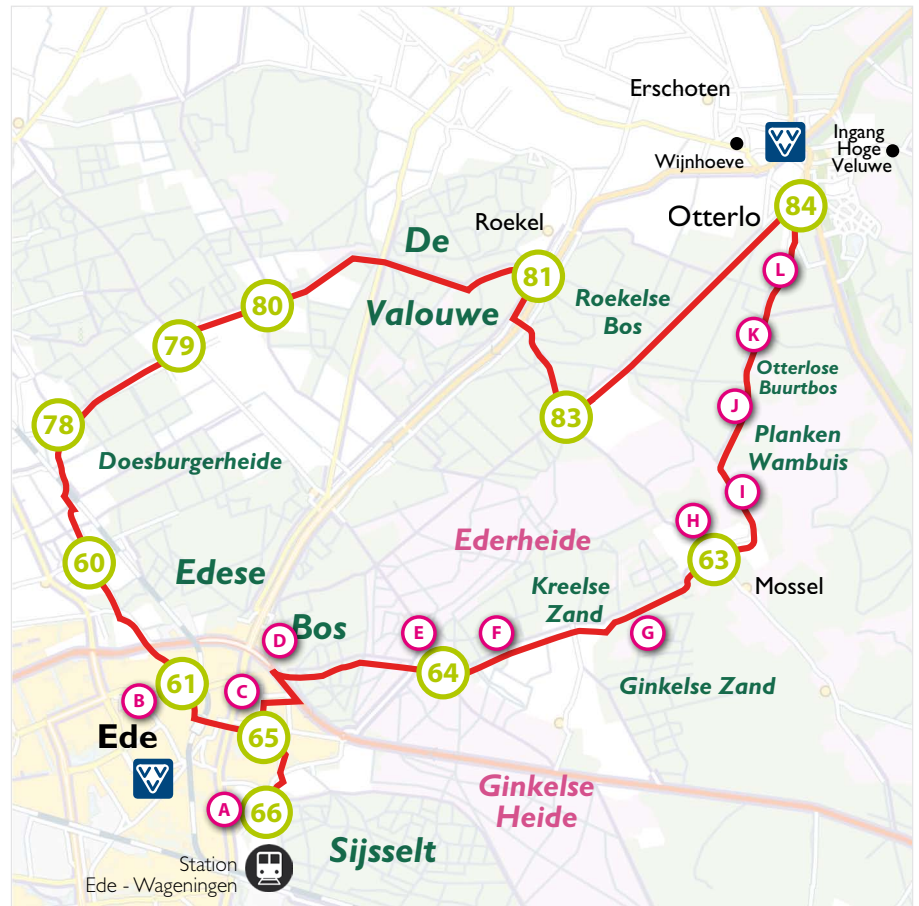 Erschoten
Wijnhoeve
Ingang
Hoge
Veluwe
84
Otterlo
Roekel
De
L
81
Roekelse
Bos
80
Valouwe
K
79
Otterlose
Buurtbos
J
83
78
Planken
Wambuis
Doesburgerheide
I
H
Ederheide
63
60
Edese
Kreelse
Zand
Mossel
Bos
D
E
F
G
64
61
C
B
Ginkelse Zand
Ede
65
Ginkelse
Heide
A
66
Sijsselt
Station
Ede - Wageningen